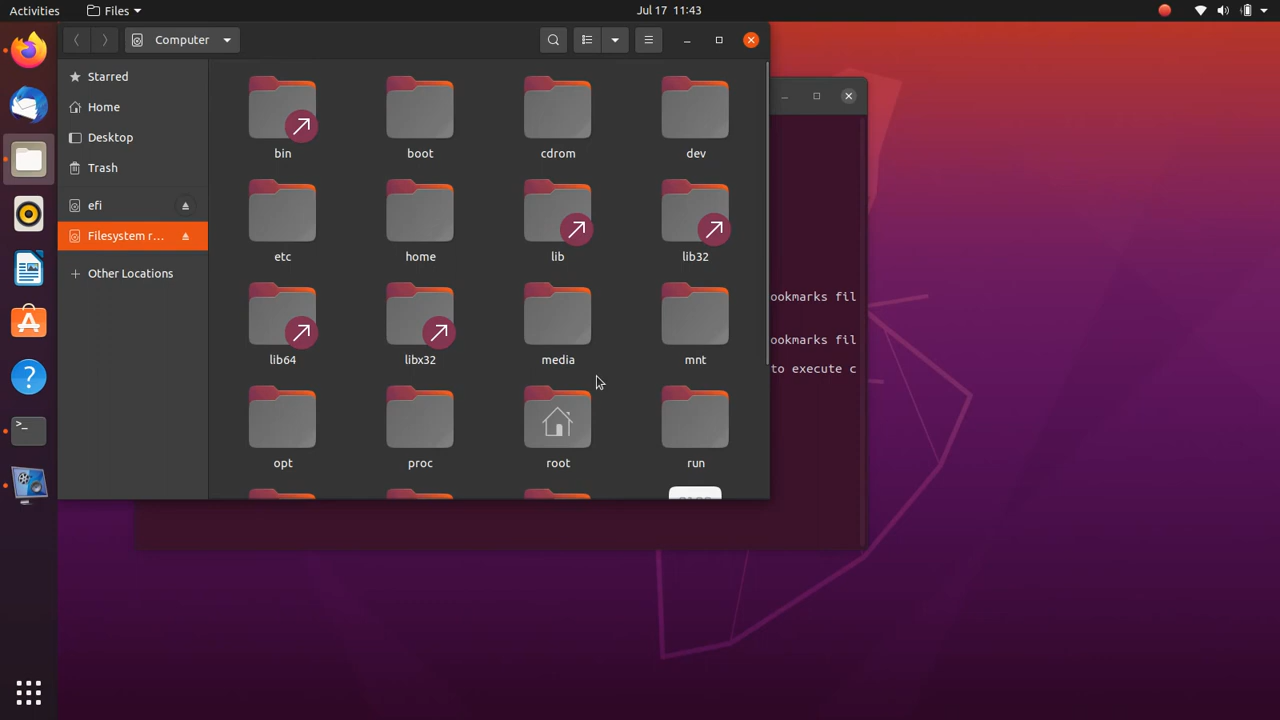 Activities
Files
Jul 17 11:43
Computer
Starred
Home
Desktop
Trash
efi
Filesystem r…
Other Locations
bin
boot
cdrom
dev
etc
home
lib
lib32
lib64
libx32
media
mnt
opt
proc
root
run
ookmarks fil
ookmarks fil
to execute c